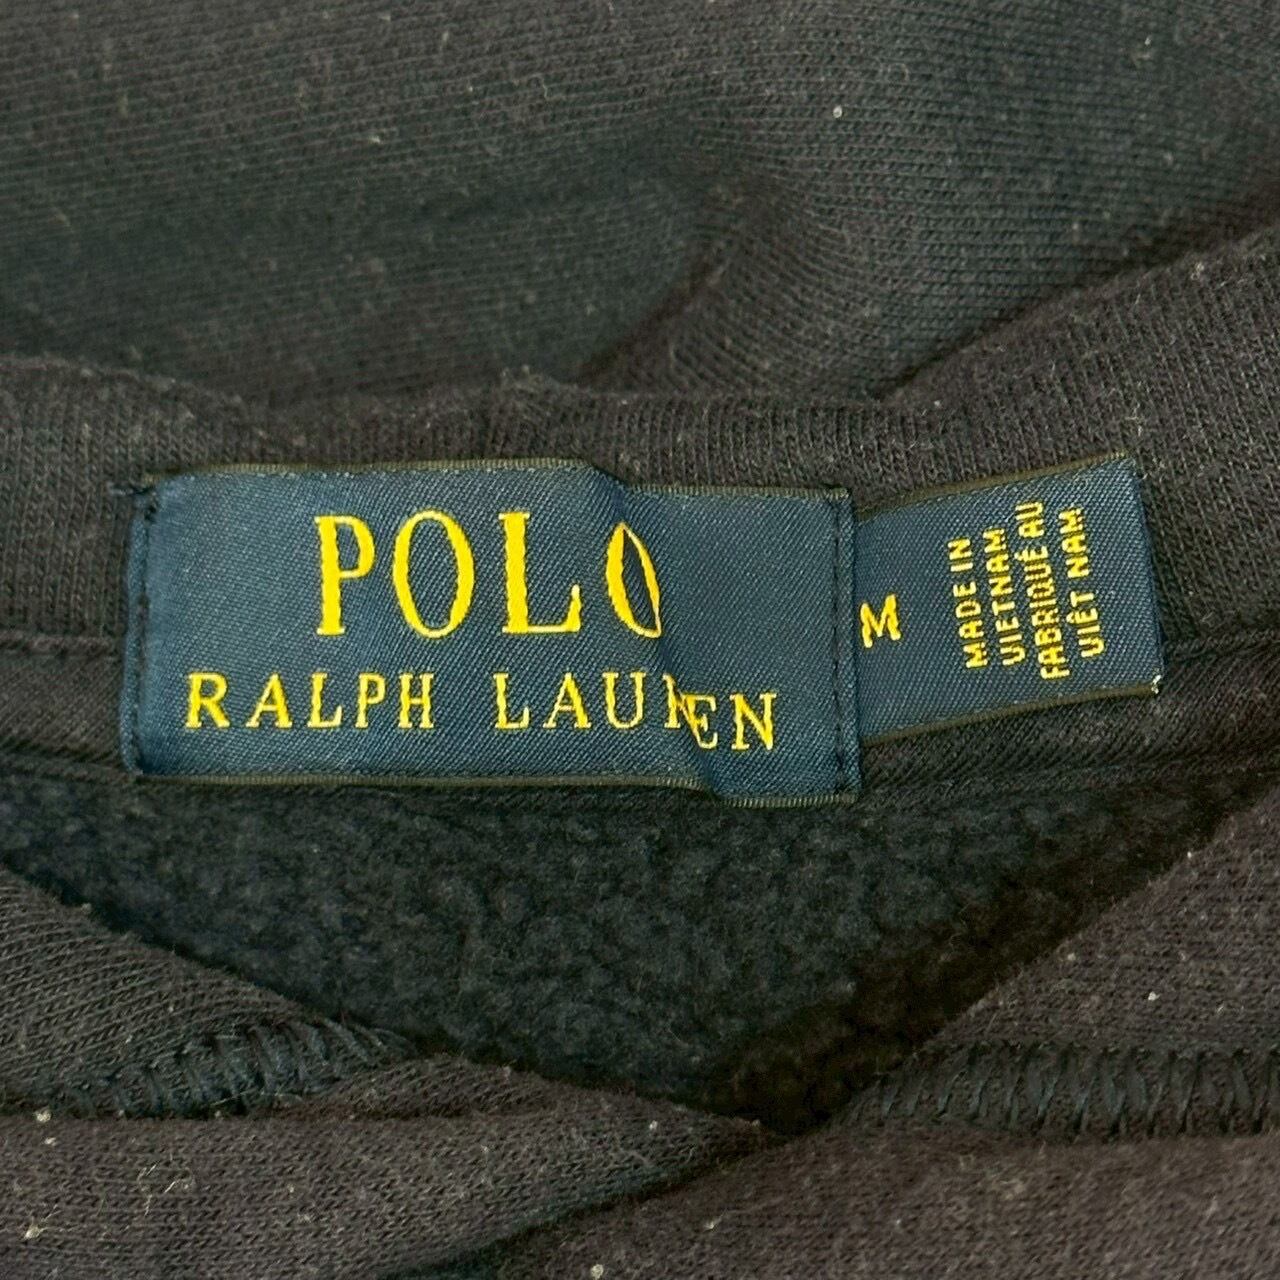 POLO
RALPH LAUREN
M
MADE IN
VIETNAM
FABRIQUÉ AU
VIÊT NAM